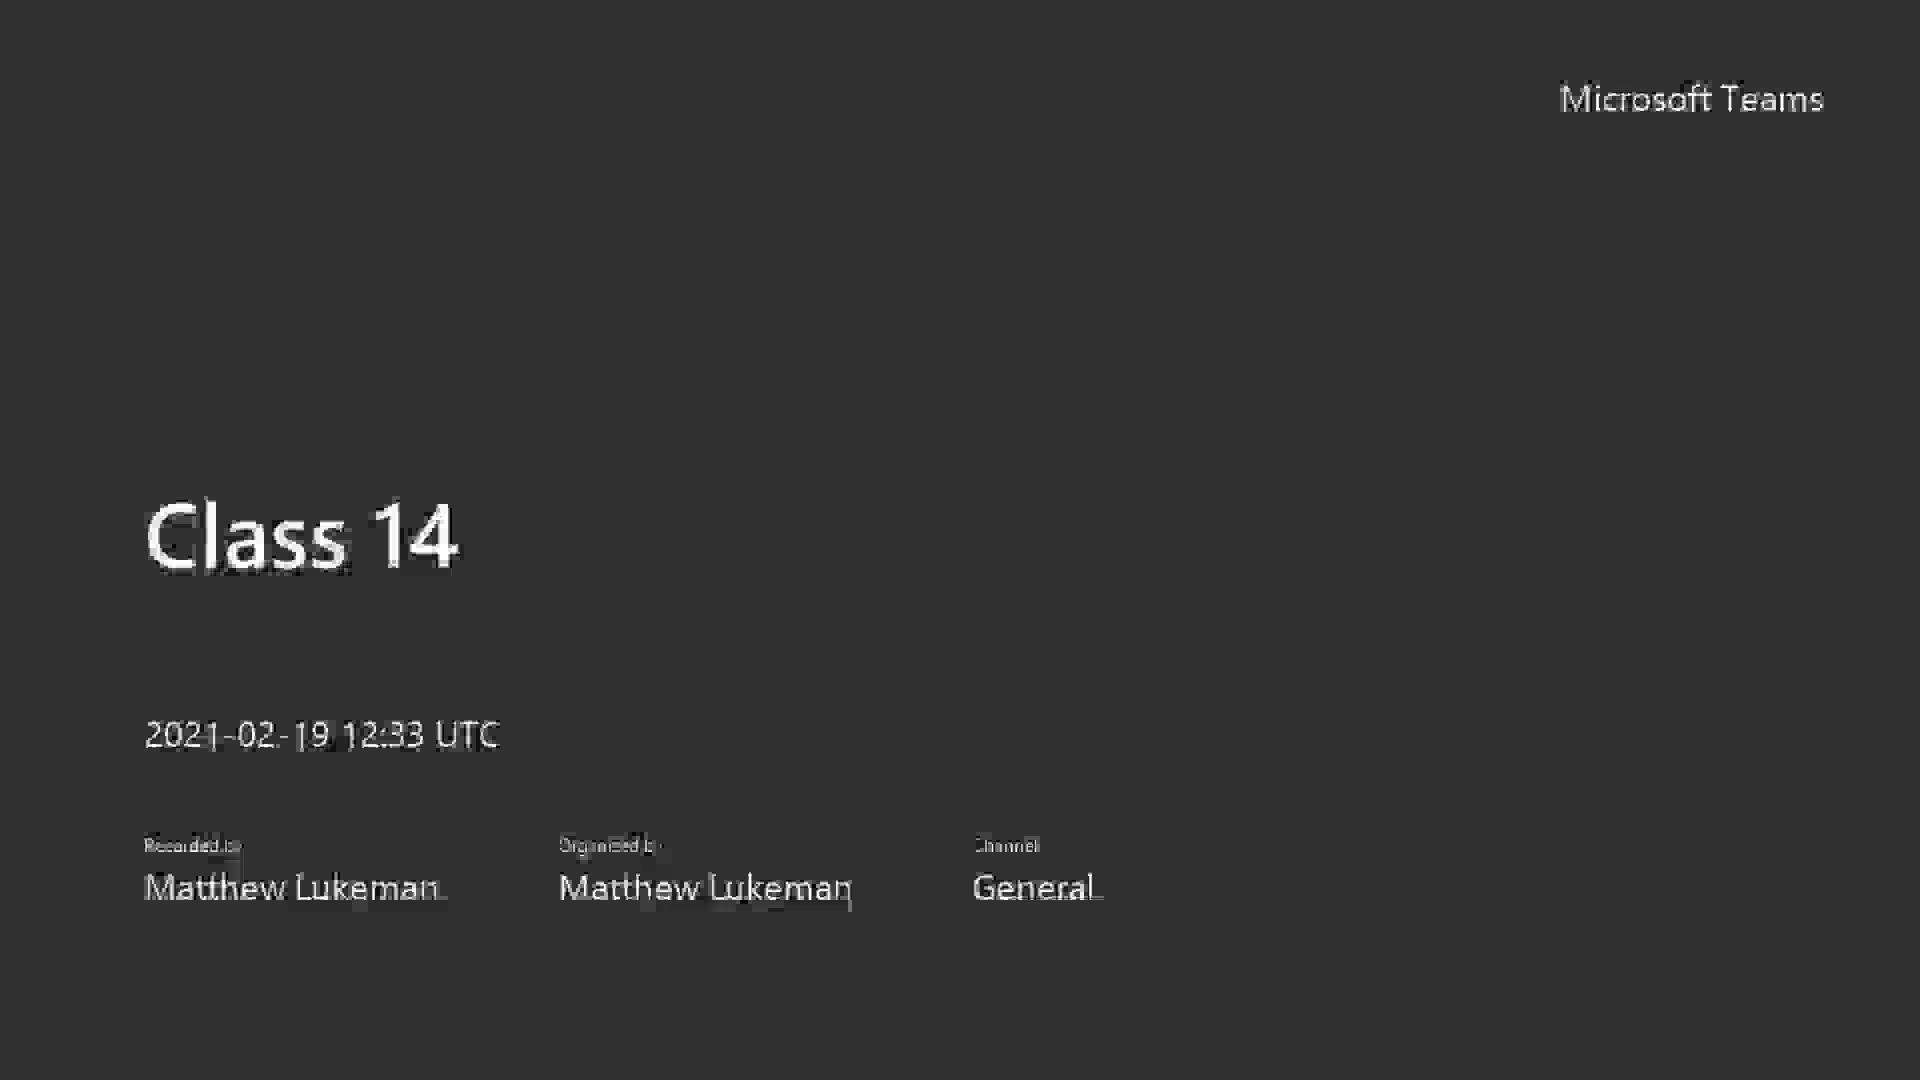 Microsoft Teams
Class 14
2021-02-19 12:33 UTC
Recorded by
Organized by
Channel
Matthew Lukeman
Matthew Lukeman
General